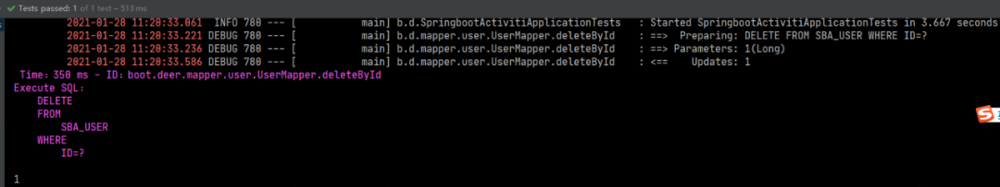 Tests passed: 1 of 1 test – 513 ms
2021-01-28 11:20:33.061  INFO 780 --- [           main] b.d.SpringbootActivitiApplicationTests   : Started SpringbootActivitiApplicationTests in 3.667 seconds
2021-01-28 11:20:33.221 DEBUG 780 --- [           main] b.d.mapper.user.UserMapper.deleteById    : ==>  Preparing: DELETE FROM SBA_USER WHERE ID=?
2021-01-28 11:20:33.236 DEBUG 780 --- [           main] b.d.mapper.user.UserMapper.deleteById    : ==> Parameters: 1(Long)
2021-01-28 11:20:33.586 DEBUG 780 --- [           main] b.d.mapper.user.UserMapper.deleteById    : <==    Updates: 1
Time：350 ms - ID：boot.deer.mapper.user.UserMapper.deleteById
Execute SQL：
DELETE
FROM
SBA_USER
WHERE
ID=?
1